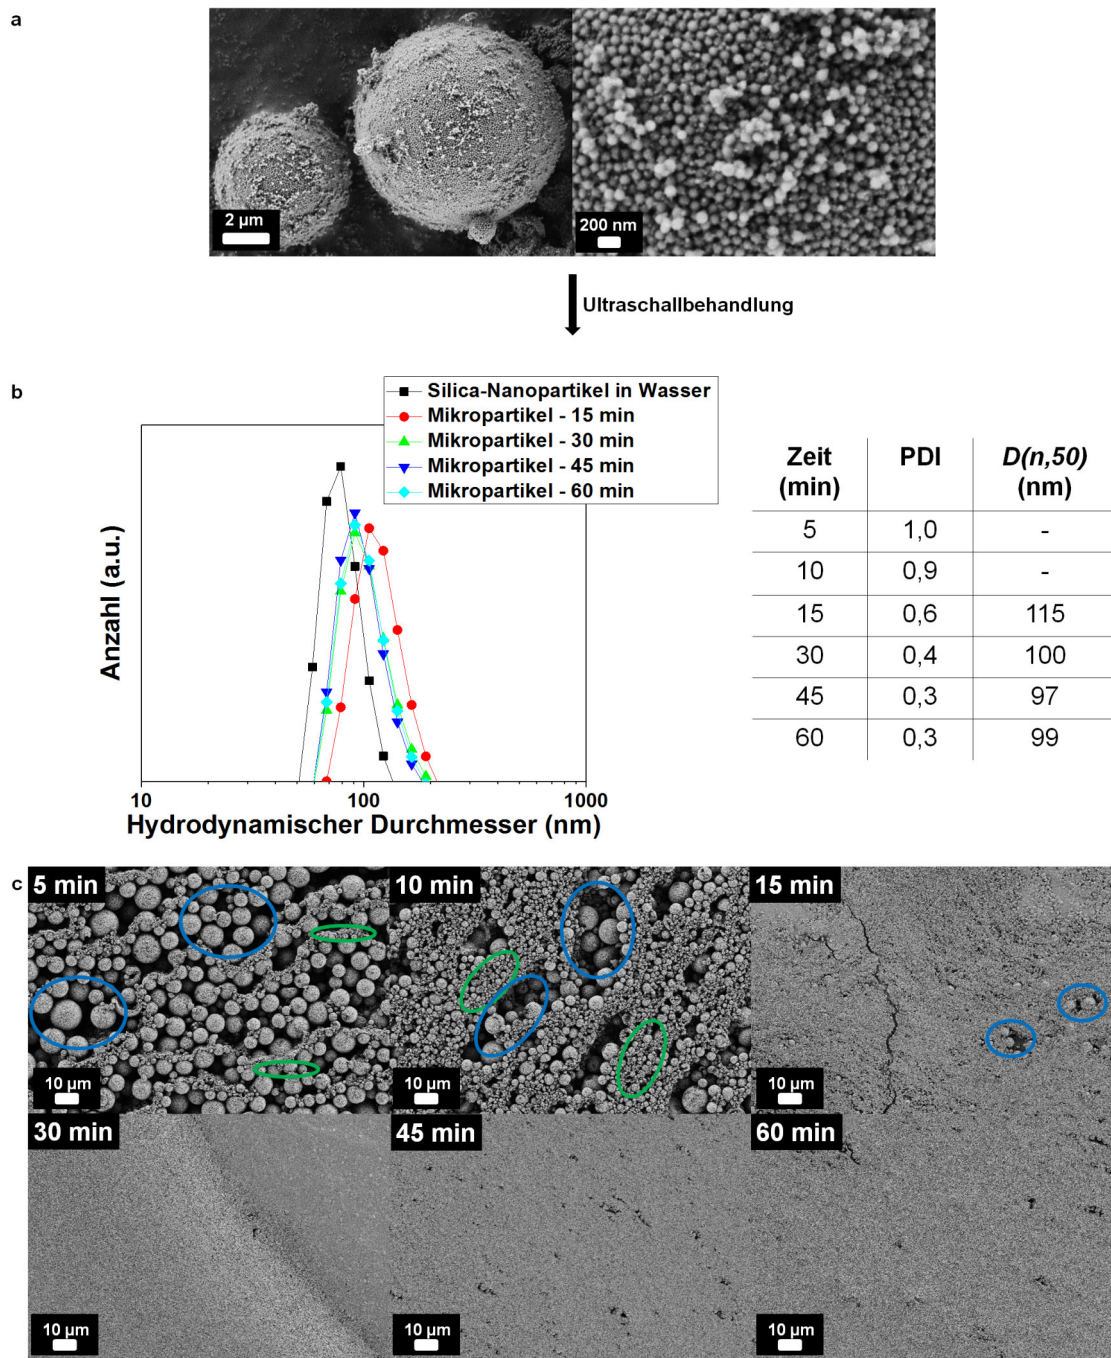 a
2 µm
200 nm
Ultraschallbehandlung
b
Silica-Nanopartikel in Wasser
Mikropartikel - 15 min
Mikropartikel - 30 min
Mikropartikel - 45 min
Mikropartikel - 60 min
Anzahl (a.u.)
10 100 1000
Hydrodynamischer Durchmesser (nm)
Zeit PDI D(n,50)
(min) (nm)
5 1,0 -
10 0,9 -
15 0,6 115
30 0,4 100
45 0,3 97
60 0,3 99
c
5 min 10 min 15 min
10 µm 10 µm 10 µm
30 min 45 min 60 min
10 µm 10 µm 10 µm